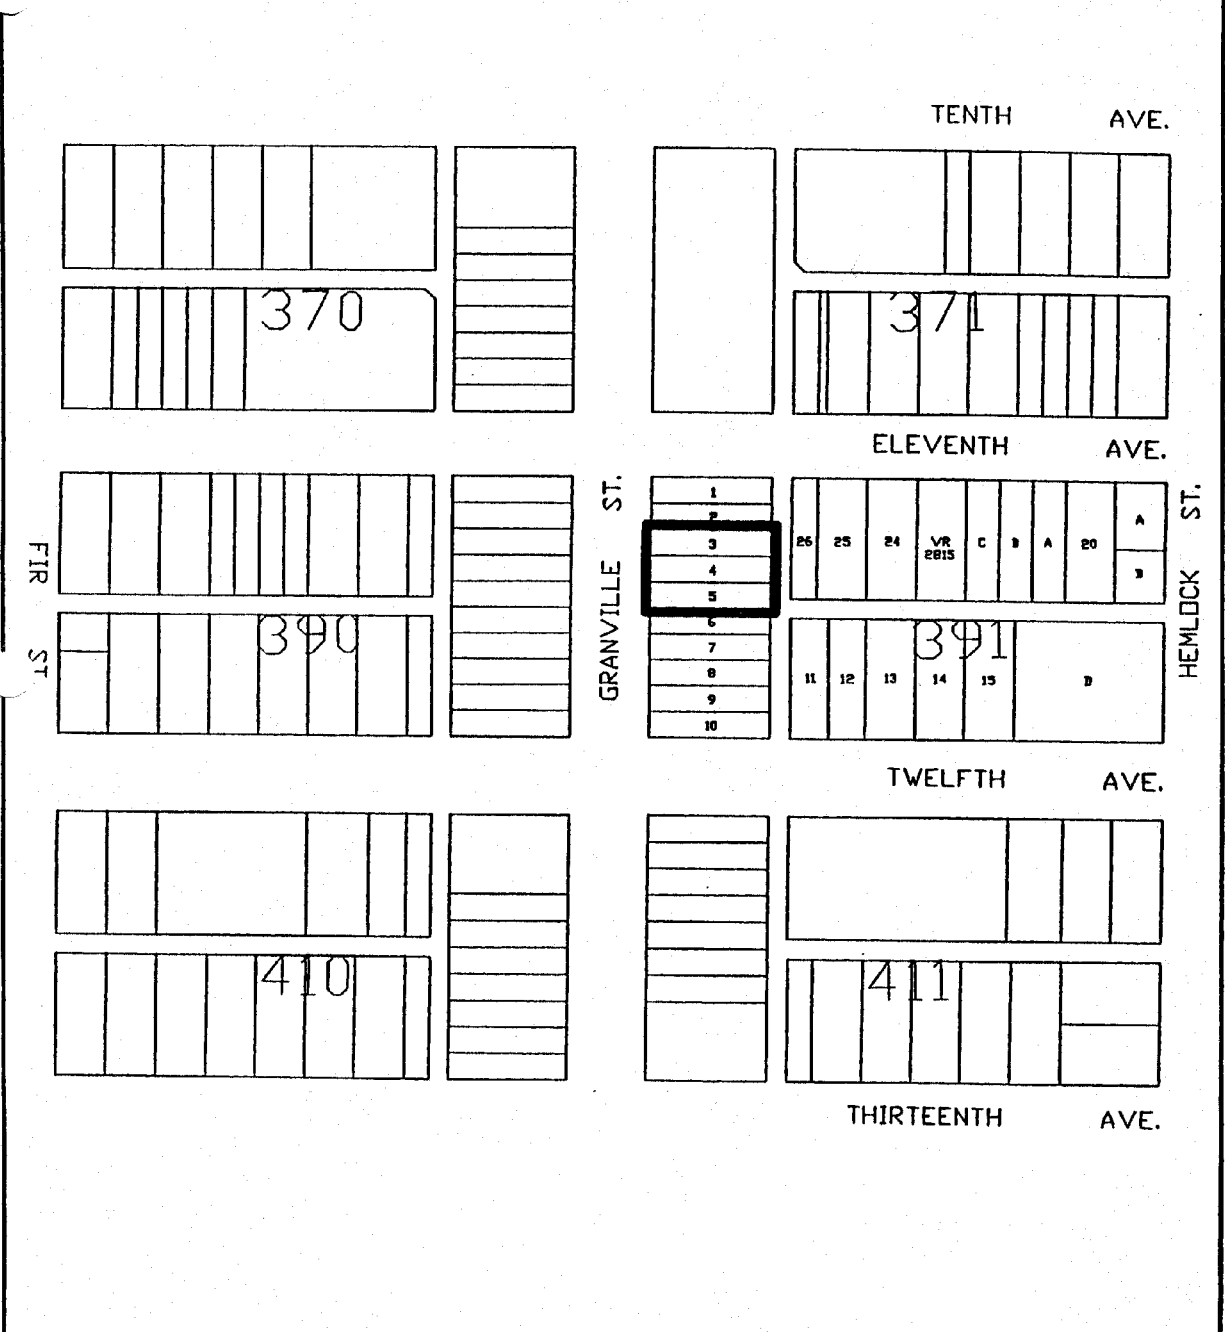 TENTH AVE.
370
371
ELEVENTH AVE.
FIR ST
GRANVILLE ST.
HEMLOCK ST.
1
2
3
4
5
6
7
8
9
10
26 25 24 VR 2815 C B A 20 A
B
390
391
11 12 13 14 15 D
TWELFTH AVE.
410
411
THIRTEENTH AVE.